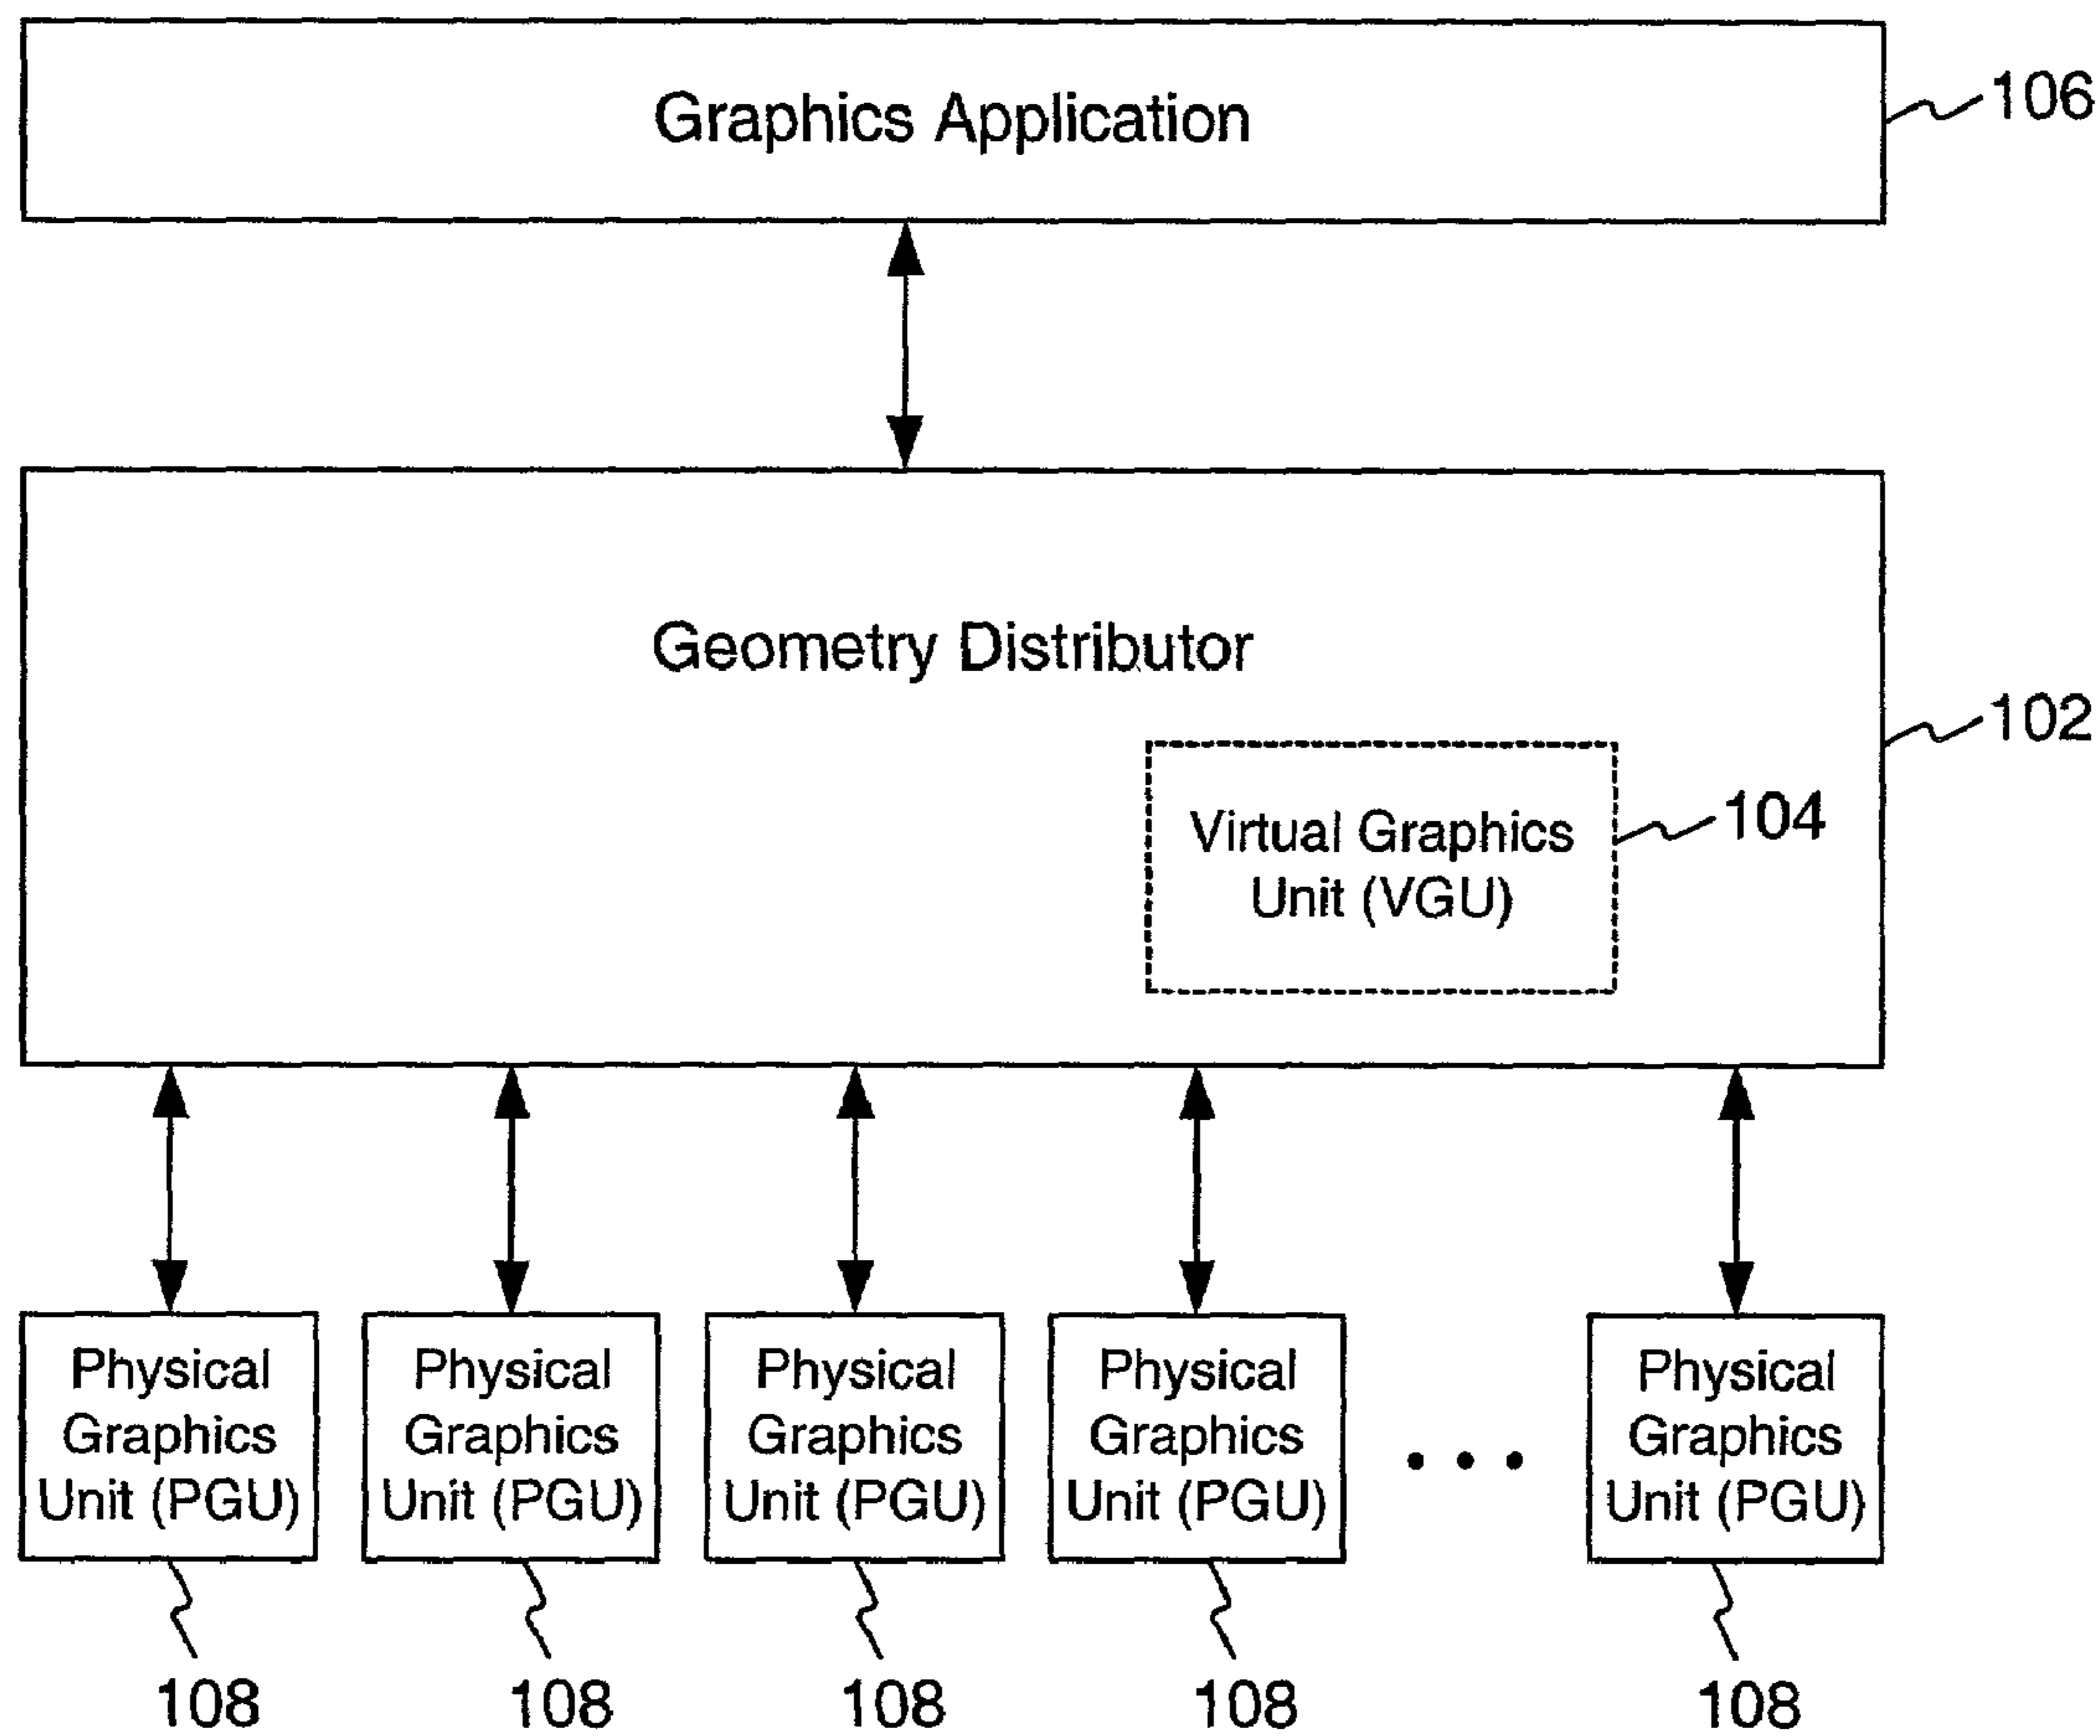 Graphics Application
106
Geometry Distributor
102
Virtual Graphics
Unit (VGU)
104
Physical
Graphics
Unit (PGU)
Physical
Graphics
Unit (PGU)
Physical
Graphics
Unit (PGU)
Physical
Graphics
Unit (PGU)
Physical
Graphics
Unit (PGU)
108
108
108
108
108